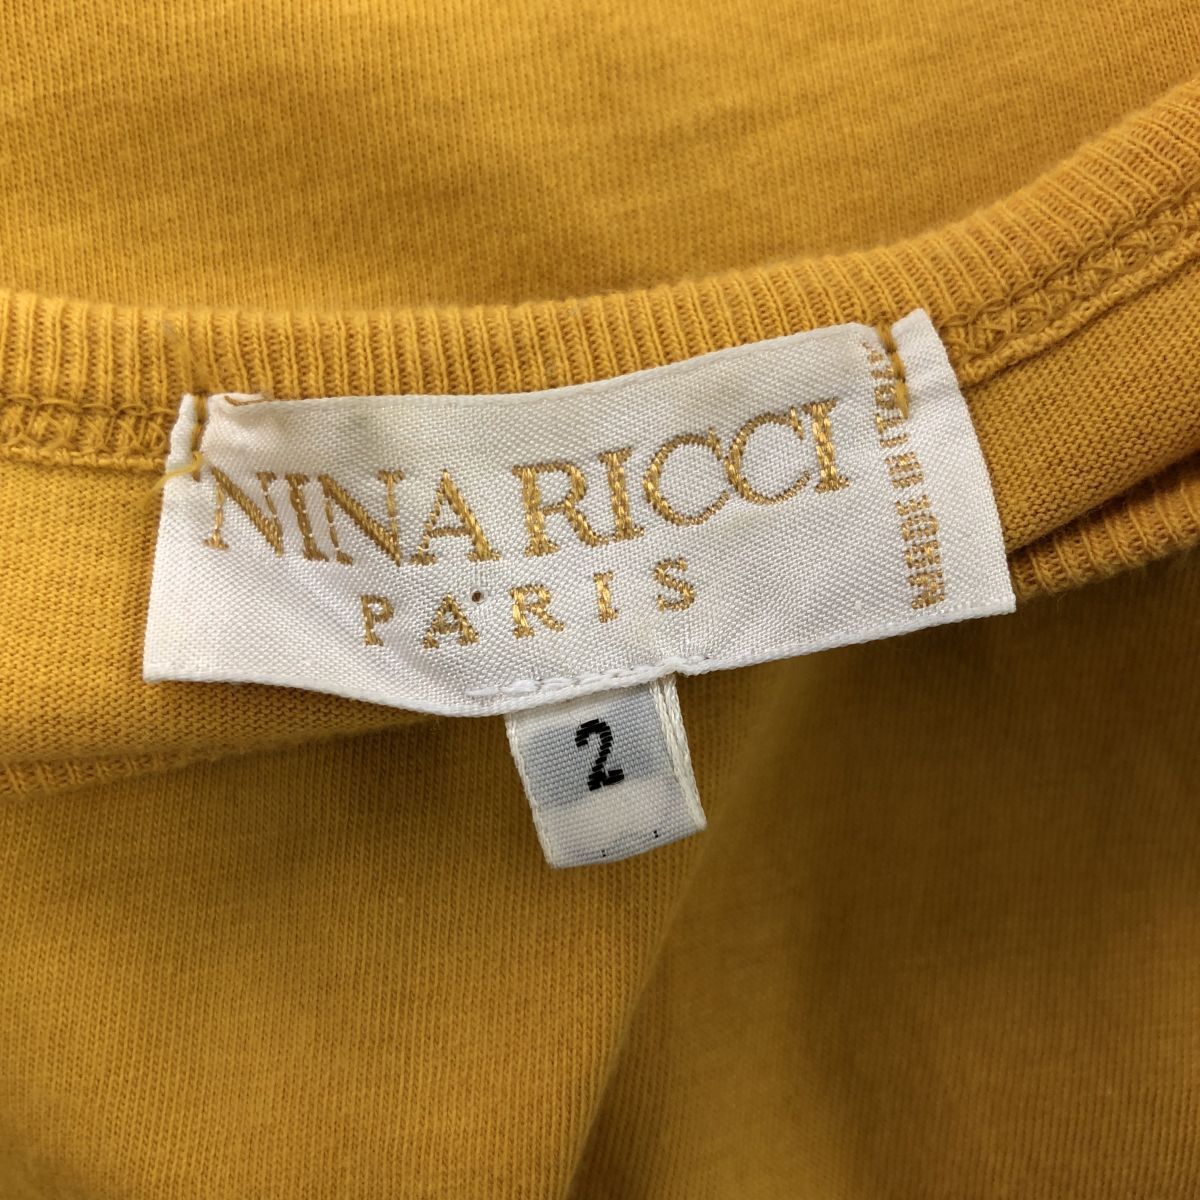 NINA RICCI
PARIS
MADE IN ITALY
2